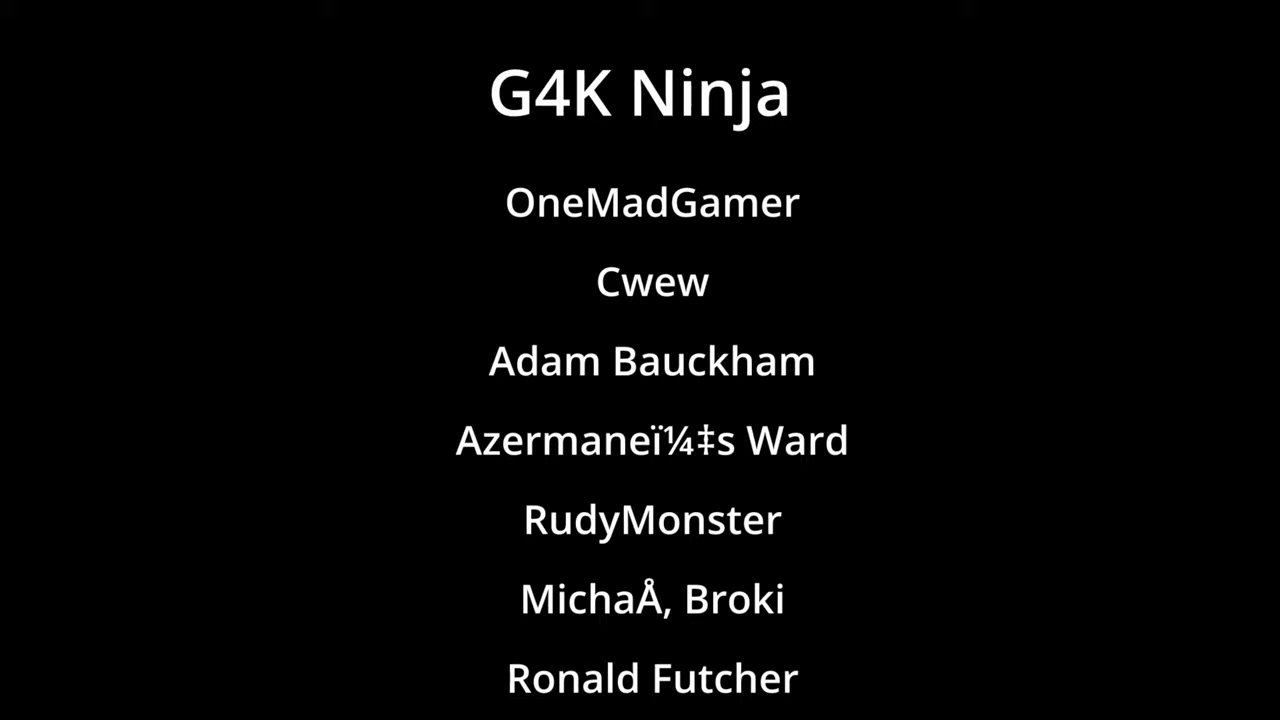 G4K Ninja
OneMadGamer
Cwew
Adam Bauckham
Azermaneï¼‡s Ward
RudyMonster
MichaÅ‚ Broki
Ronald Futcher